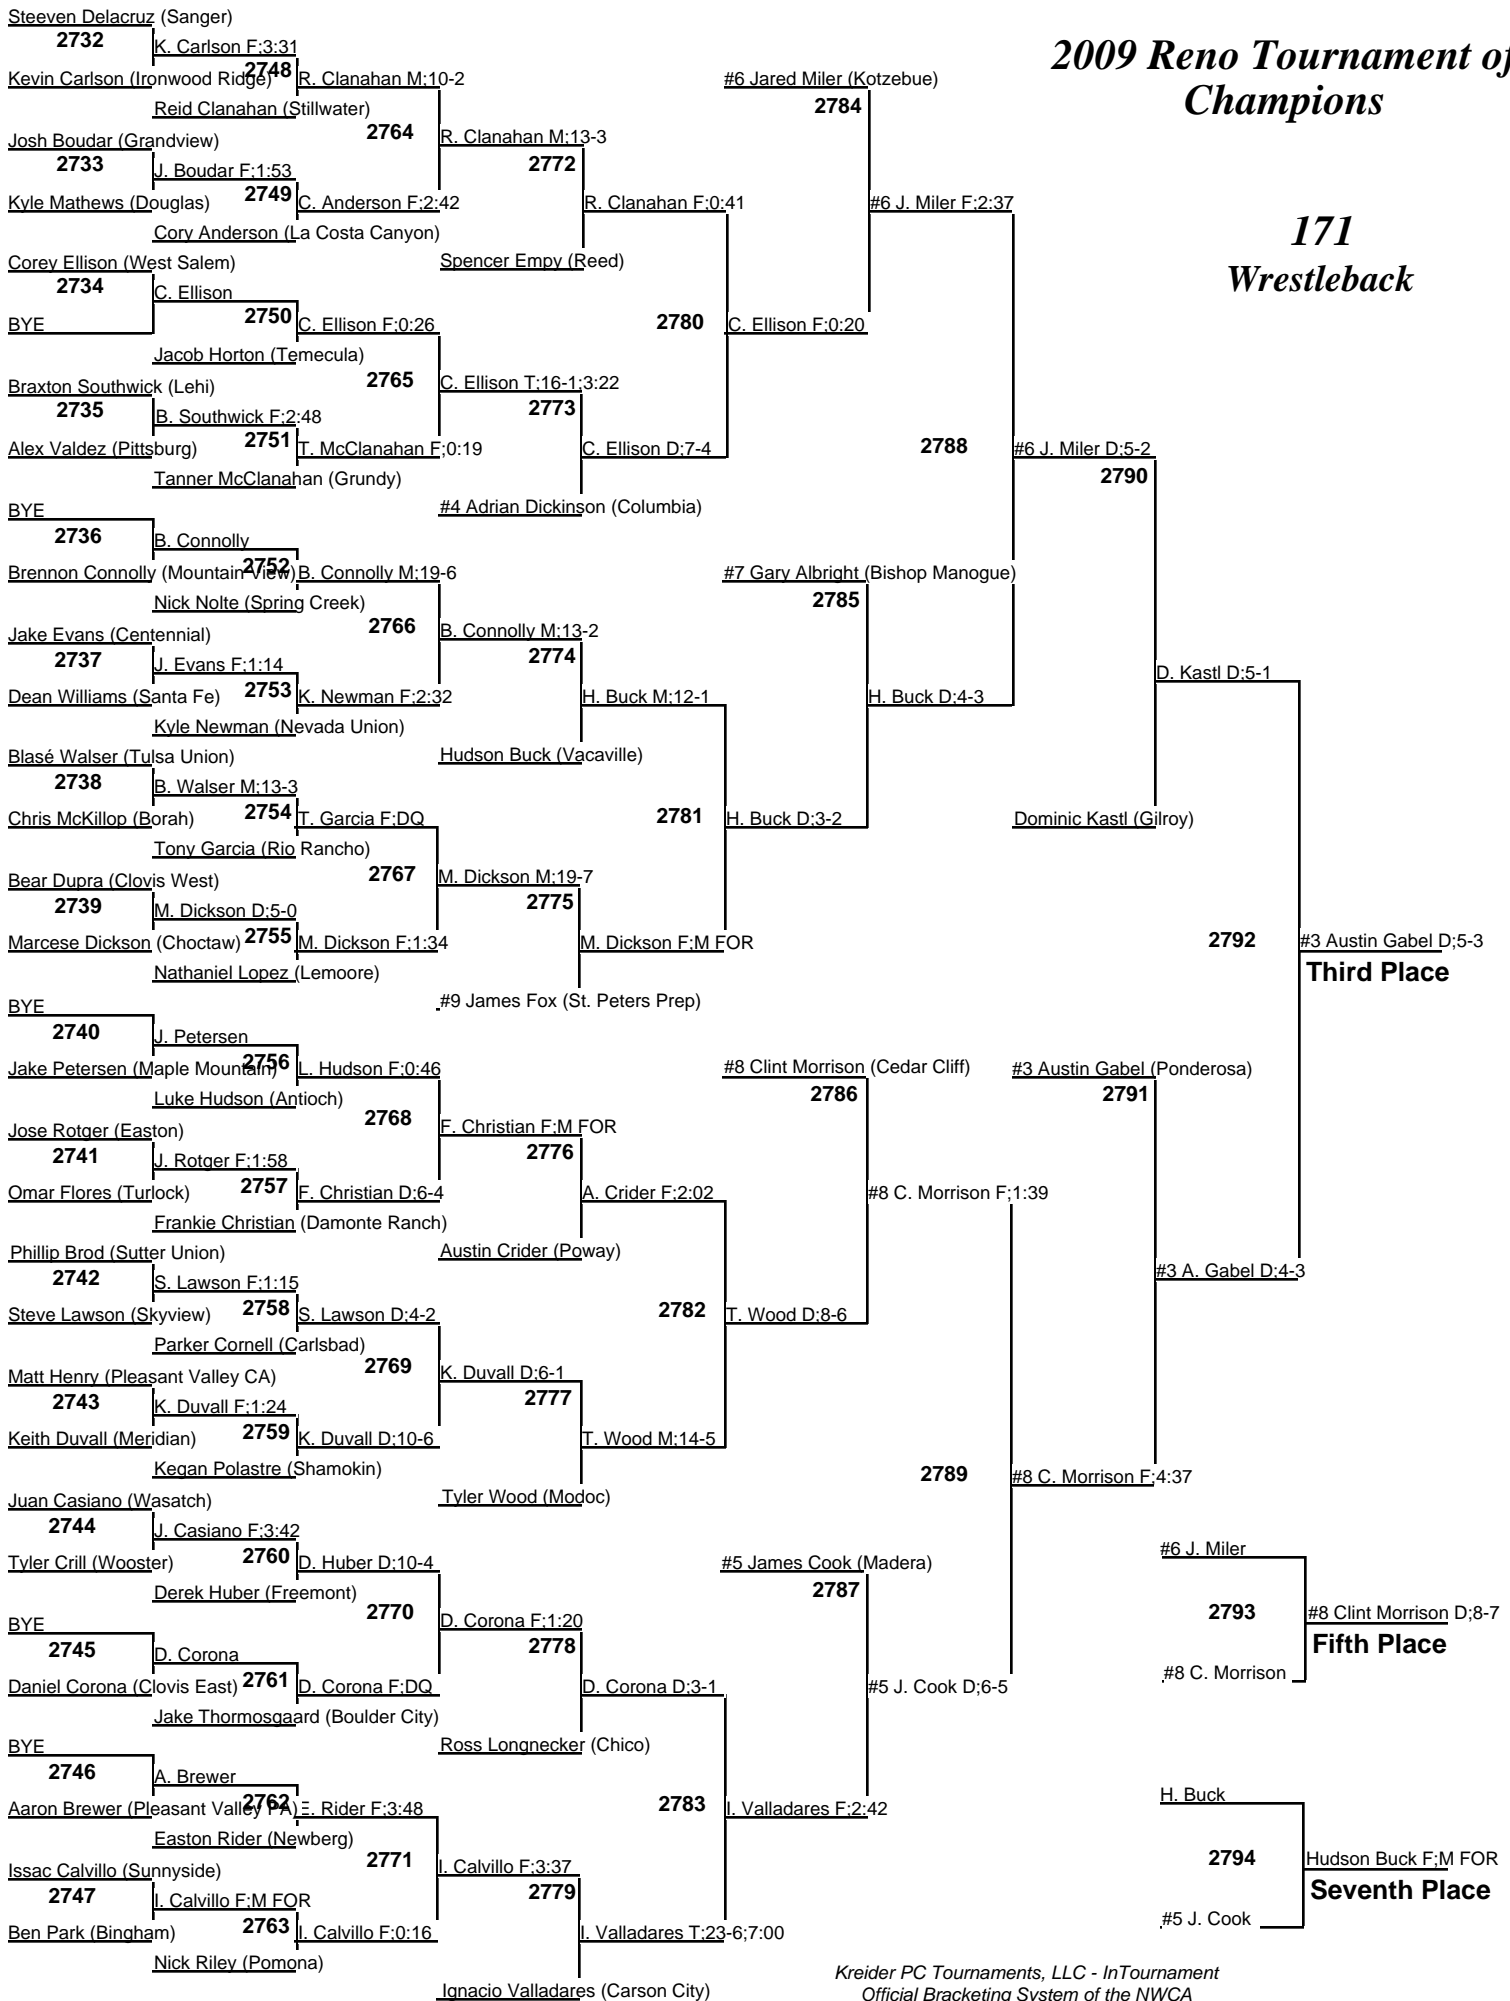 2009 Reno Tournament of
Champions
171
Wrestleback
Steeven Delacruz (Sanger)
2732
K. Carlson F;3:31
Kevin Carlson (Ironwood Ridge)
2748
R. Clanahan M;10-2
Reid Clanahan (Stillwater)
2764
R. Clanahan M;13-3
Josh Boudar (Grandview)
2733
J. Boudar F;1:53
Kyle Mathews (Douglas)
2749
C. Anderson F;2:42
Cory Anderson (La Costa Canyon)
2772
R. Clanahan F;0:41
Spencer Empy (Reed)
Corey Ellison (West Salem)
2734
C. Ellison
BYE
2750
C. Ellison F;0:26
Jacob Horton (Temecula)
2765
C. Ellison T;16-1;3:22
Braxton Southwick (Lehi)
2735
B. Southwick F;2:48
Alex Valdez (Pittsburg)
2751
T. McClanahan F;0:19
Tanner McClanahan (Grundy)
2773
C. Ellison D;7-4
#4 Adrian Dickinson (Columbia)
2780
C. Ellison F;0:20
#6 Jared Miler (Kotzebue)
2784
#6 J. Miler F;2:37
BYE
2736
B. Connolly
Brennon Connolly (Mountain View)
2752
B. Connolly M;19-6
Nick Nolte (Spring Creek)
2766
B. Connolly M;13-2
Jake Evans (Centennial)
2737
J. Evans F;1:14
Dean Williams (Santa Fe)
2753
K. Newman F;2:32
Kyle Newman (Nevada Union)
2774
H. Buck M;12-1
Hudson Buck (Vacaville)
Blasé Walser (Tulsa Union)
2738
B. Walser M;13-3
Chris McKillop (Borah)
2754
T. Garcia F;DQ
Tony Garcia (Rio Rancho)
2767
M. Dickson M;19-7
Bear Dupra (Clovis West)
2739
M. Dickson D;5-0
Marcese Dickson (Choctaw)
2755
M. Dickson F;1:34
Nathaniel Lopez (Lemoore)
2775
M. Dickson F;M FOR
#9 James Fox (St. Peters Prep)
2781
H. Buck D;3-2
#7 Gary Albright (Bishop Manogue)
2785
H. Buck D;4-3
2788
#6 J. Miler D;5-2
2790
D. Kastl D;5-1
Dominic Kastl (Gilroy)
2792
#3 Austin Gabel D;5-3
Third Place
BYE
2740
J. Petersen
Jake Petersen (Maple Mountain)
2756
L. Hudson F;0:46
Luke Hudson (Antioch)
2768
F. Christian F;M FOR
Jose Rotger (Easton)
2741
J. Rotger F;1:58
Omar Flores (Turlock)
2757
F. Christian D;6-4
Frankie Christian (Damonte Ranch)
2776
A. Crider F;2:02
Austin Crider (Poway)
Phillip Brod (Sutter Union)
2742
S. Lawson F;1:15
Steve Lawson (Skyview)
2758
S. Lawson D;4-2
Parker Cornell (Carlsbad)
2769
K. Duvall D;6-1
Matt Henry (Pleasant Valley CA)
2743
K. Duvall F;1:24
Keith Duvall (Meridian)
2759
K. Duvall D;10-6
Kegan Polastre (Shamokin)
2777
T. Wood M;14-5
Tyler Wood (Modoc)
2782
T. Wood D;8-6
#8 Clint Morrison (Cedar Cliff)
2786
#8 C. Morrison F;1:39
#3 Austin Gabel (Ponderosa)
2791
#3 A. Gabel D;4-3
Juan Casiano (Wasatch)
2744
J. Casiano F;3:42
Tyler Crill (Wooster)
2760
D. Huber D;10-4
Derek Huber (Freemont)
2770
D. Corona F;1:20
BYE
2745
D. Corona
Daniel Corona (Clovis East)
2761
D. Corona F;DQ
Jake Thormosgaard (Boulder City)
2778
D. Corona D;3-1
Ross Longnecker (Chico)
BYE
2746
A. Brewer
Aaron Brewer (Pleasant Valley PA)
2762
E. Rider F;3:48
Easton Rider (Newberg)
2771
I. Calvillo F;3:37
Issac Calvillo (Sunnyside)
2747
I. Calvillo F;M FOR
Ben Park (Bingham)
2763
I. Calvillo F;0:16
Nick Riley (Pomona)
2779
I. Valladares T;23-6;7:00
Ignacio Valladares (Carson City)
2783
I. Valladares F;2:42
#5 James Cook (Madera)
2787
#5 J. Cook D;6-5
2789
#8 C. Morrison F;4:37
#6 J. Miler
2793
#8 Clint Morrison D;8-7
Fifth Place
#8 C. Morrison
H. Buck
2794
Hudson Buck F;M FOR
Seventh Place
#5 J. Cook
Kreider PC Tournaments, LLC - InTournament
Official Bracketing System of the NWCA